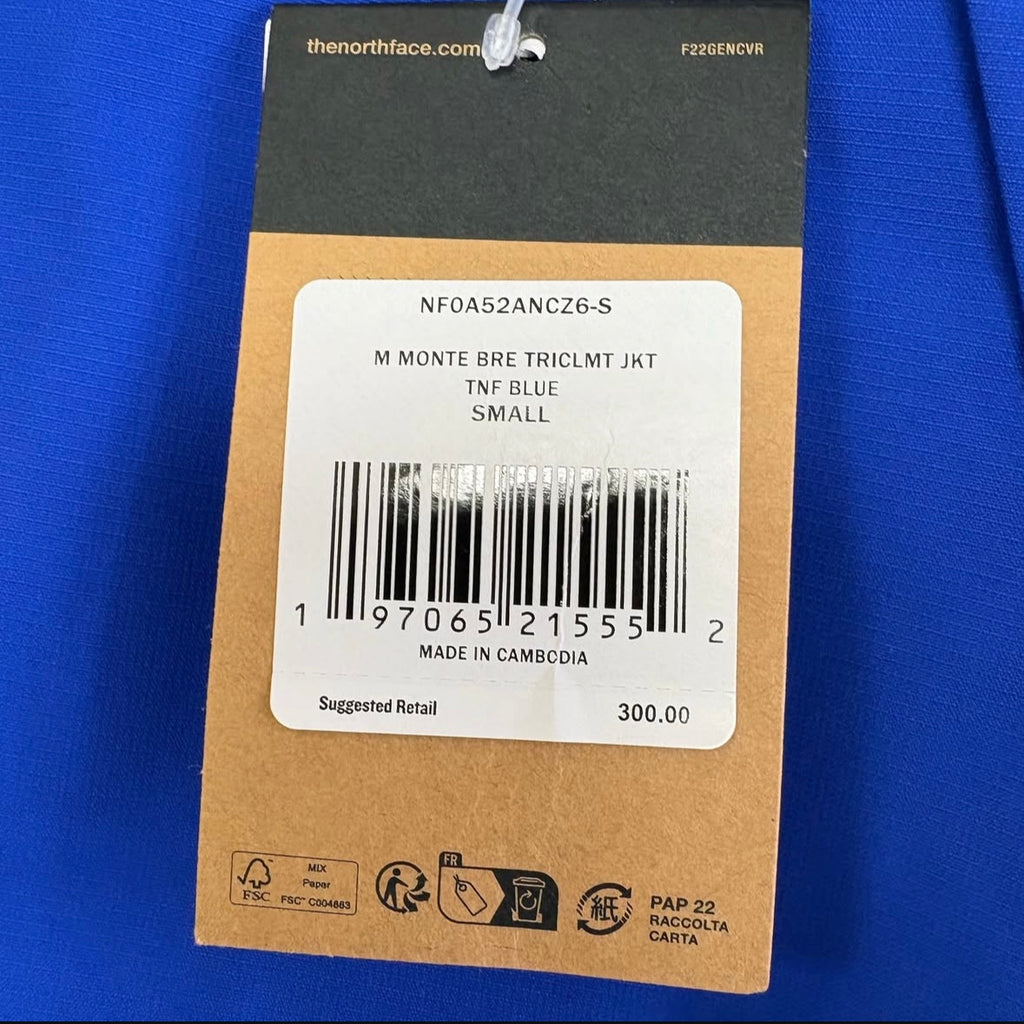 thenorthface.com
F22GENCVR
NF0A52ANCZ6-S
M MONTE BRE TRICLMT JKT
TNF BLUE
SMALL
1 97065 21555 2
MADE IN CAMBODIA
Suggested Retail 300.00
FSC
MIX
Paper
FSC™ C004883
FR
紙
PAP 22
RACCOLTA
CARTA